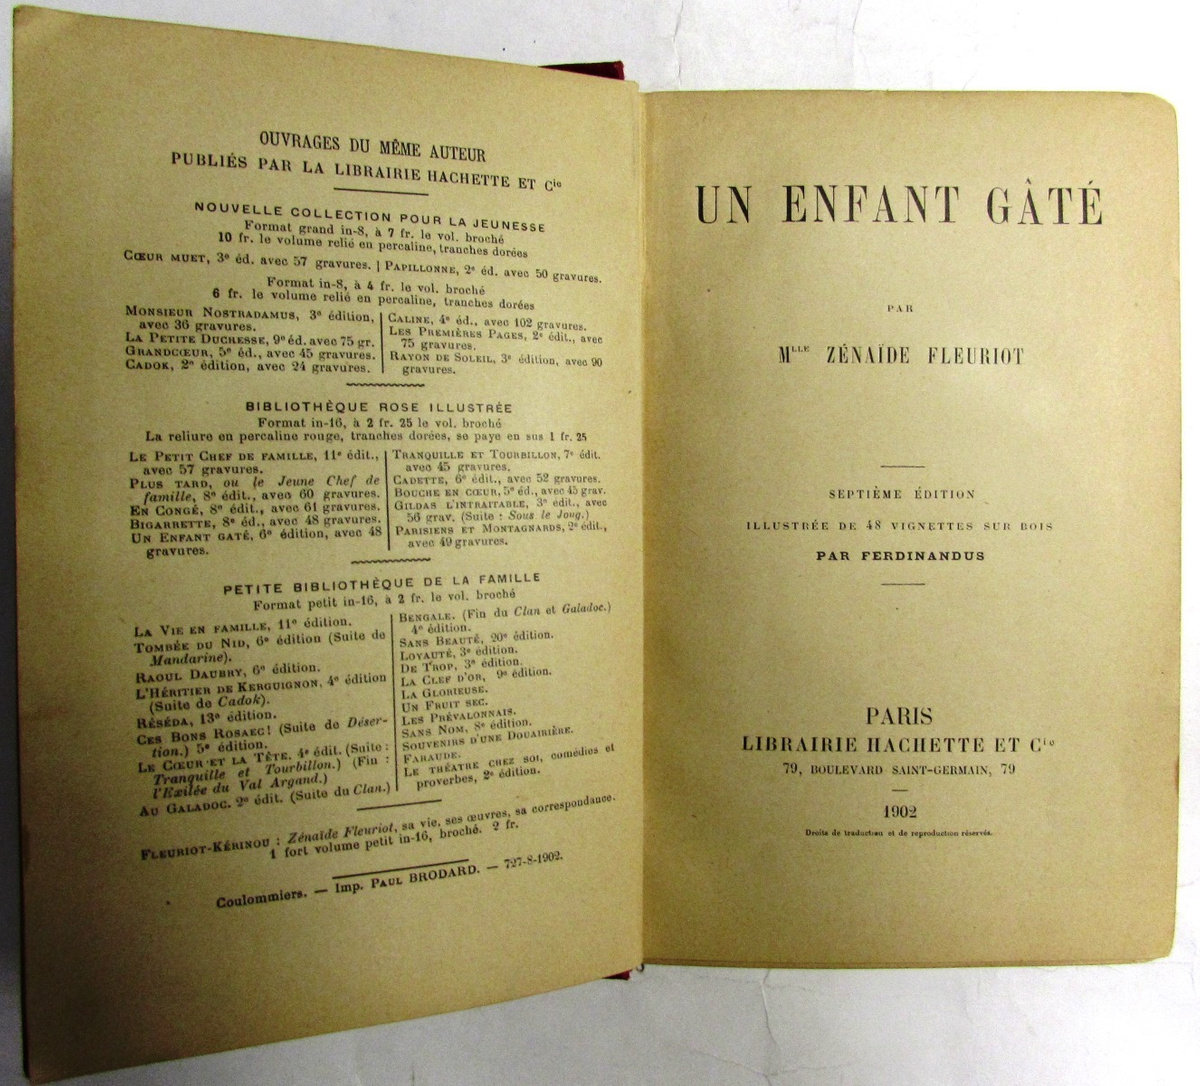 OUVRAGES DU MÊME AUTEUR
PUBLIÉS PAR LA LIBRAIRIE HACHETTE ET Cie
NOUVELLE COLLECTION POUR LA JEUNESSE
Format grand in-8, à 7 fr. le vol. broché
10 fr. le volume relié en percaline, tranches dorées
CŒUR MUET, 3e éd. avec 57 gravures. | PAPILLONNE, 2e éd. avec 50 gravures.
Format in-8, à 4 fr. le vol. broché
6 fr. le volume relié en percaline, tranches dorées
MONSIEUR NOSTRADAMUS, 3e édition,
avec 36 gravures.
LA PETITE DUCHESSE, 9e éd. avec 75 gr.
GRANDCŒUR, 5e éd., avec 45 gravures.
CADOK, 2e édition, avec 24 gravures.
CALINE, 4e éd., avec 102 gravures.
LES PREMIÈRES PAGES, 2e édit., avec
75 gravures.
RAYON DE SOLEIL, 3e édition, avec 90
gravures.
BIBLIOTHÈQUE ROSE ILLUSTRÉE
Format in-16, à 2 fr. 25 le vol. broché
La reliure en percaline rouge, tranches dorées, se paye en sus 1 fr. 25
LE PETIT CHEF DE FAMILLE, 11e édit.,
avec 57 gravures.
PLUS TARD, ou le Jeune Chef de
famille, 8e édit., avec 60 gravures.
EN CONGÉ, 8e édit., avec 61 gravures.
BIGARRETTE, 8e éd., avec 48 gravures.
UN ENFANT GATÉ, 6e édition, avec 48
gravures.
TRANQUILLE ET TOURBILLON, 7e édit.
avec 45 gravures.
CADETTE, 6e édit., avec 52 gravures.
BOUCHE EN CŒUR, 5e éd., avec 45 grav.
GILDAS L'INTRAITABLE, 3e édit., avec
56 grav. (Suite : Sous le Joug.)
PARISIENS ET MONTAGNARDS, 2e édit.,
avec 49 gravures.
PETITE BIBLIOTHÈQUE DE LA FAMILLE
Format petit in-16, à 2 fr. le vol. broché
LA VIE EN FAMILLE, 11e édition.
TOMBÉE DU NID, 6e édition (Suite de
Mandarine).
RAOUL DAUBRY, 6e édition.
L'HÉRITIER DE KERGUIGNON, 4e édition
(Suite de Cadok).
RÉSÉDA, 13e édition.
CES BONS ROSAEC! (Suite de Déser-
tion.) 5e édition.
LE CŒUR ET LA TÊTE. 4e édit. (Suite :
Tranquille et Tourbillon.) (Fin :
l'Exilée du Val Argand.)
AU GALADOC. 2e édit. (Suite du Clan.)
BENGALE. (Fin du Clan et Galadoc.)
4e édition.
SANS BEAUTÉ, 20e édition.
LOYAUTÉ, 3e édition.
DE TROP, 3e édition.
LA CLEF D'OR, 9e édition.
LA GLORIEUSE.
UN FRUIT SEC.
LES PRÉVALONNAIS.
SANS NOM, 8e édition.
SOUVENIRS D'UNE DOUAIRIÈRE.
FARAUDE.
LE THÉATRE CHEZ SOI, comédies et
proverbes, 2e édition.
FLEURIOT-KÉRINOU : Zénaïde Fleuriot, sa vie, ses œuvres, sa correspondance.
1 fort volume petit in-16, broché. 2 fr.
Coulommiers. — Imp. PAUL BRODARD. — 727-8-1902.
UN ENFANT GÂTÉ
PAR
MLLE ZÉNAÏDE FLEURIOT
SEPTIÈME ÉDITION
ILLUSTRÉE DE 48 VIGNETTES SUR BOIS
PAR FERDINANDUS
PARIS
LIBRAIRIE HACHETTE ET Cie
79, BOULEVARD SAINT-GERMAIN, 79
1902
Droits de traduction et de reproduction réservés.